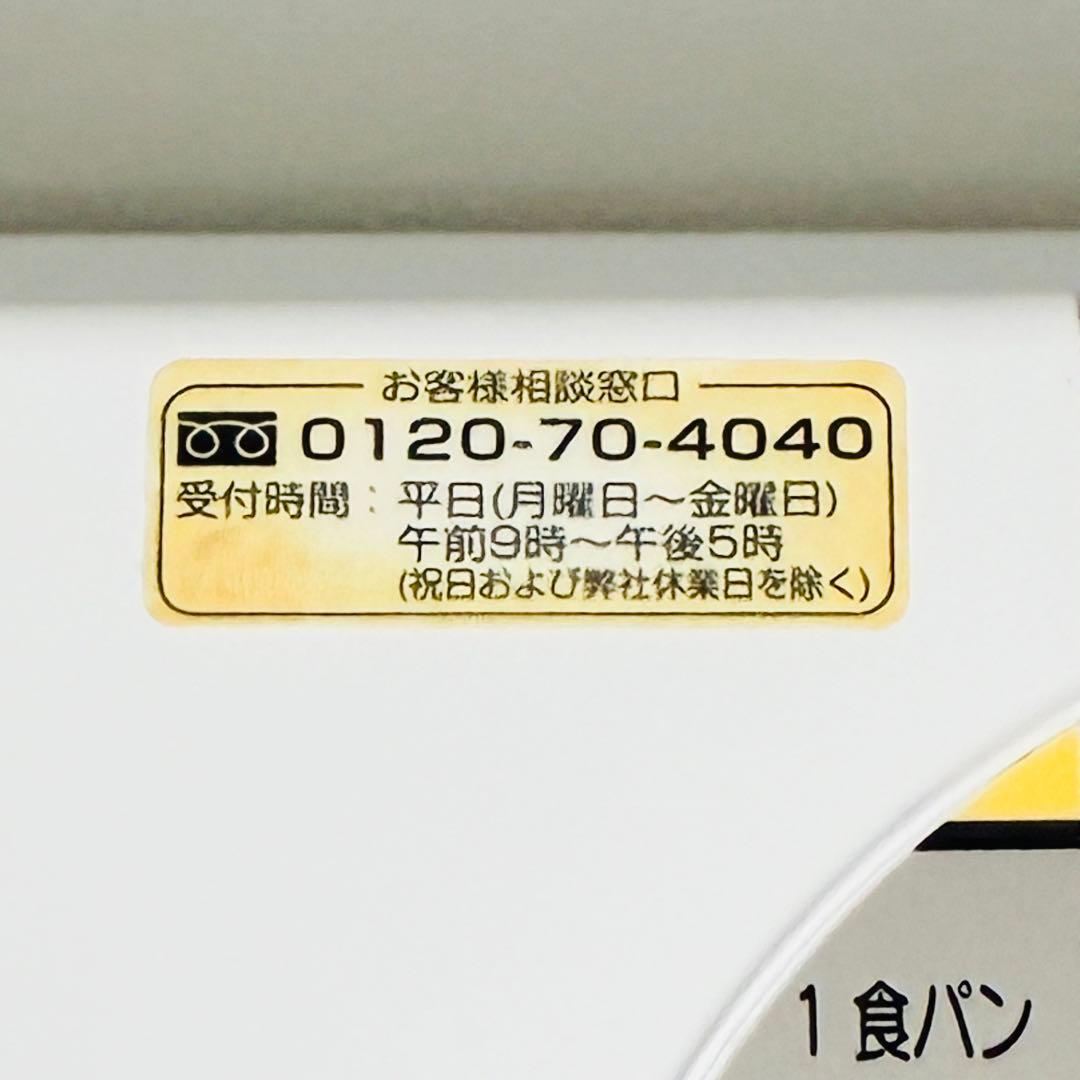 お客様相談窓口
0120-70-4040
受付時間：平日(月曜日～金曜日)
午前9時～午後5時
(祝日および弊社休業日を除く)
1 食パン